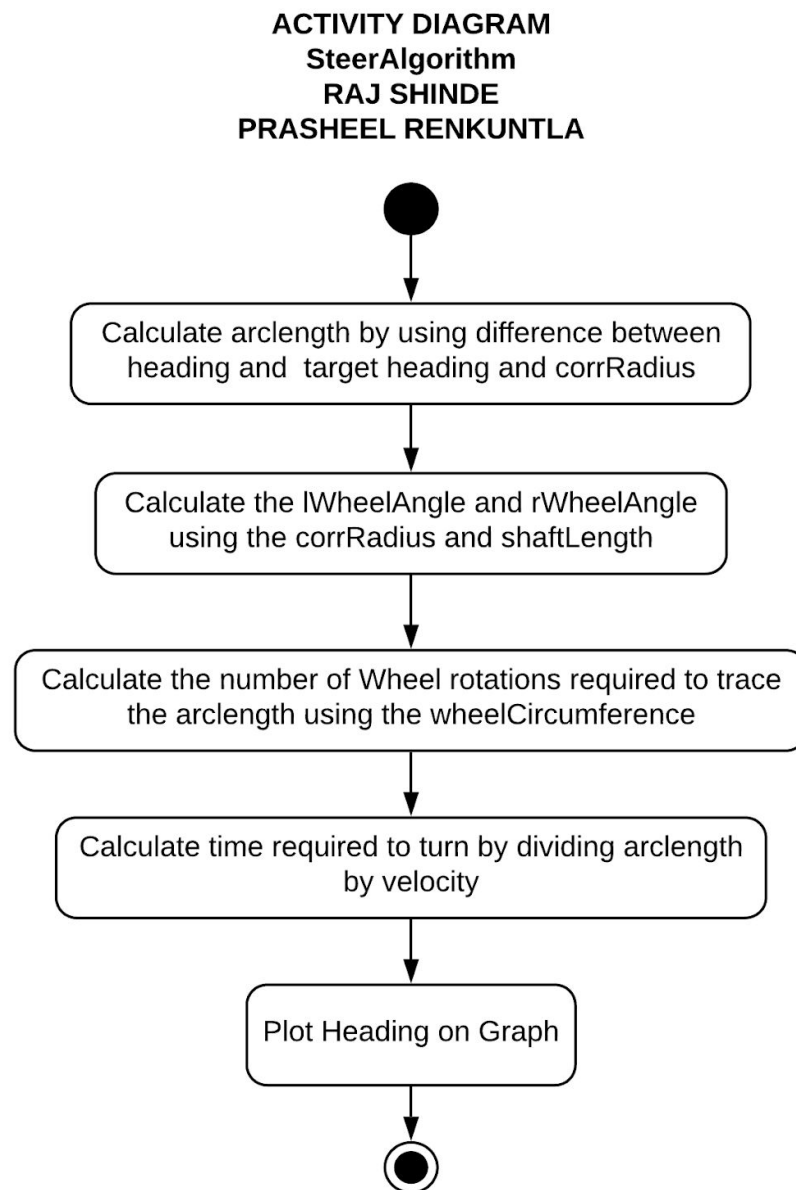 ACTIVITY DIAGRAM
SteerAlgorithm
RAJ SHINDE
PRASHEEL RENKUNTLA
Calculate arclength by using difference between
heading and  target heading and corrRadius
Calculate the lWheelAngle and rWheelAngle
using the corrRadius and shaftLength
Calculate the number of Wheel rotations required to trace
the arclength using the wheelCircumference
Calculate time required to turn by dividing arclength
by velocity
Plot Heading on Graph